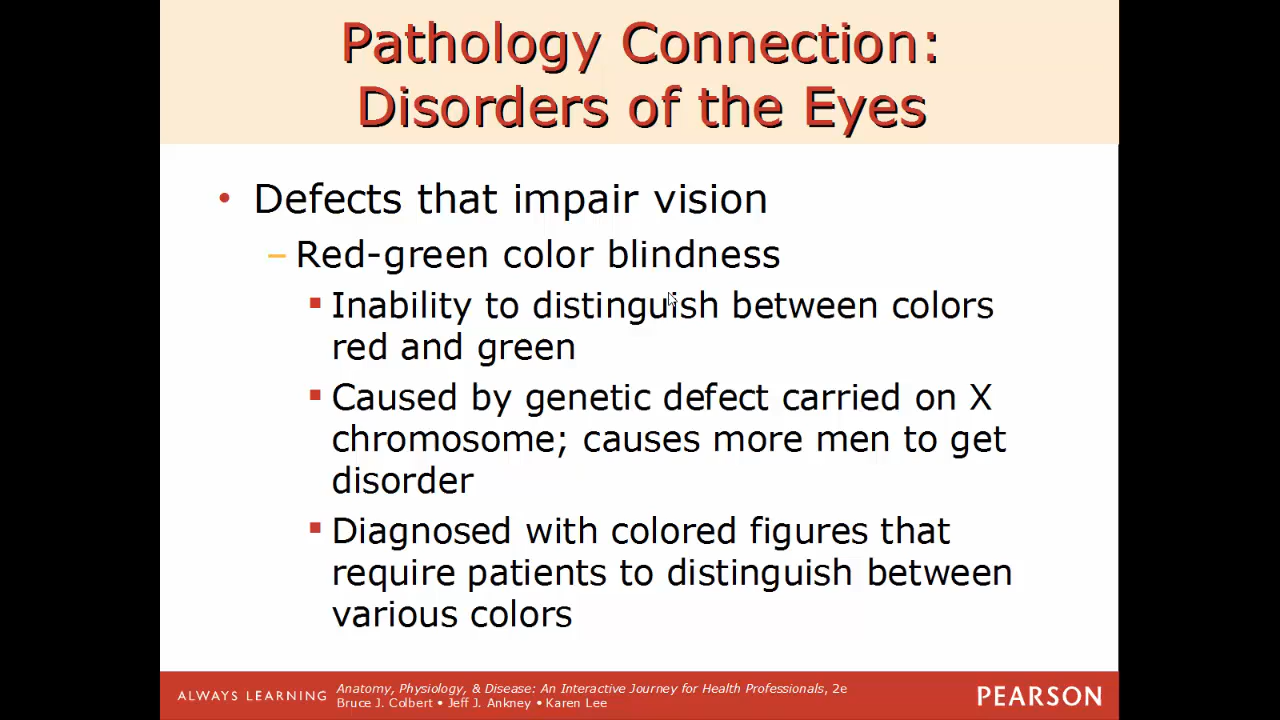 Pathology Connection:
Disorders of the Eyes
• Defects that impair vision
– Red-green color blindness
▪ Inability to distinguish between colors
red and green
▪ Caused by genetic defect carried on X
chromosome; causes more men to get
disorder
▪ Diagnosed with colored figures that
require patients to distinguish between
various colors
ALWAYS LEARNING
Anatomy, Physiology, & Disease: An Interactive Journey for Health Professionals, 2e
Bruce J. Colbert • Jeff J. Ankney • Karen Lee
PEARSON